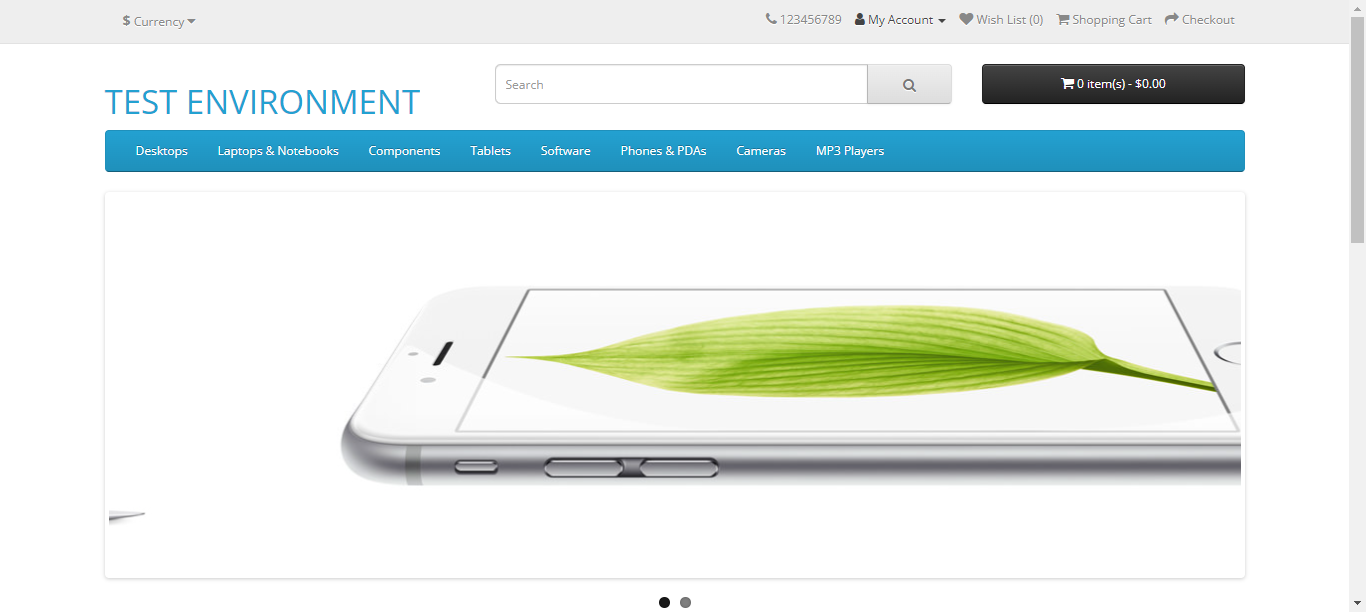 $ Currency
123456789 My Account Wish List (0) Shopping Cart Checkout
TEST ENVIRONMENT
Search
0 item(s) - $0.00
Desktops Laptops & Notebooks Components Tablets Software Phones & PDAs Cameras MP3 Players